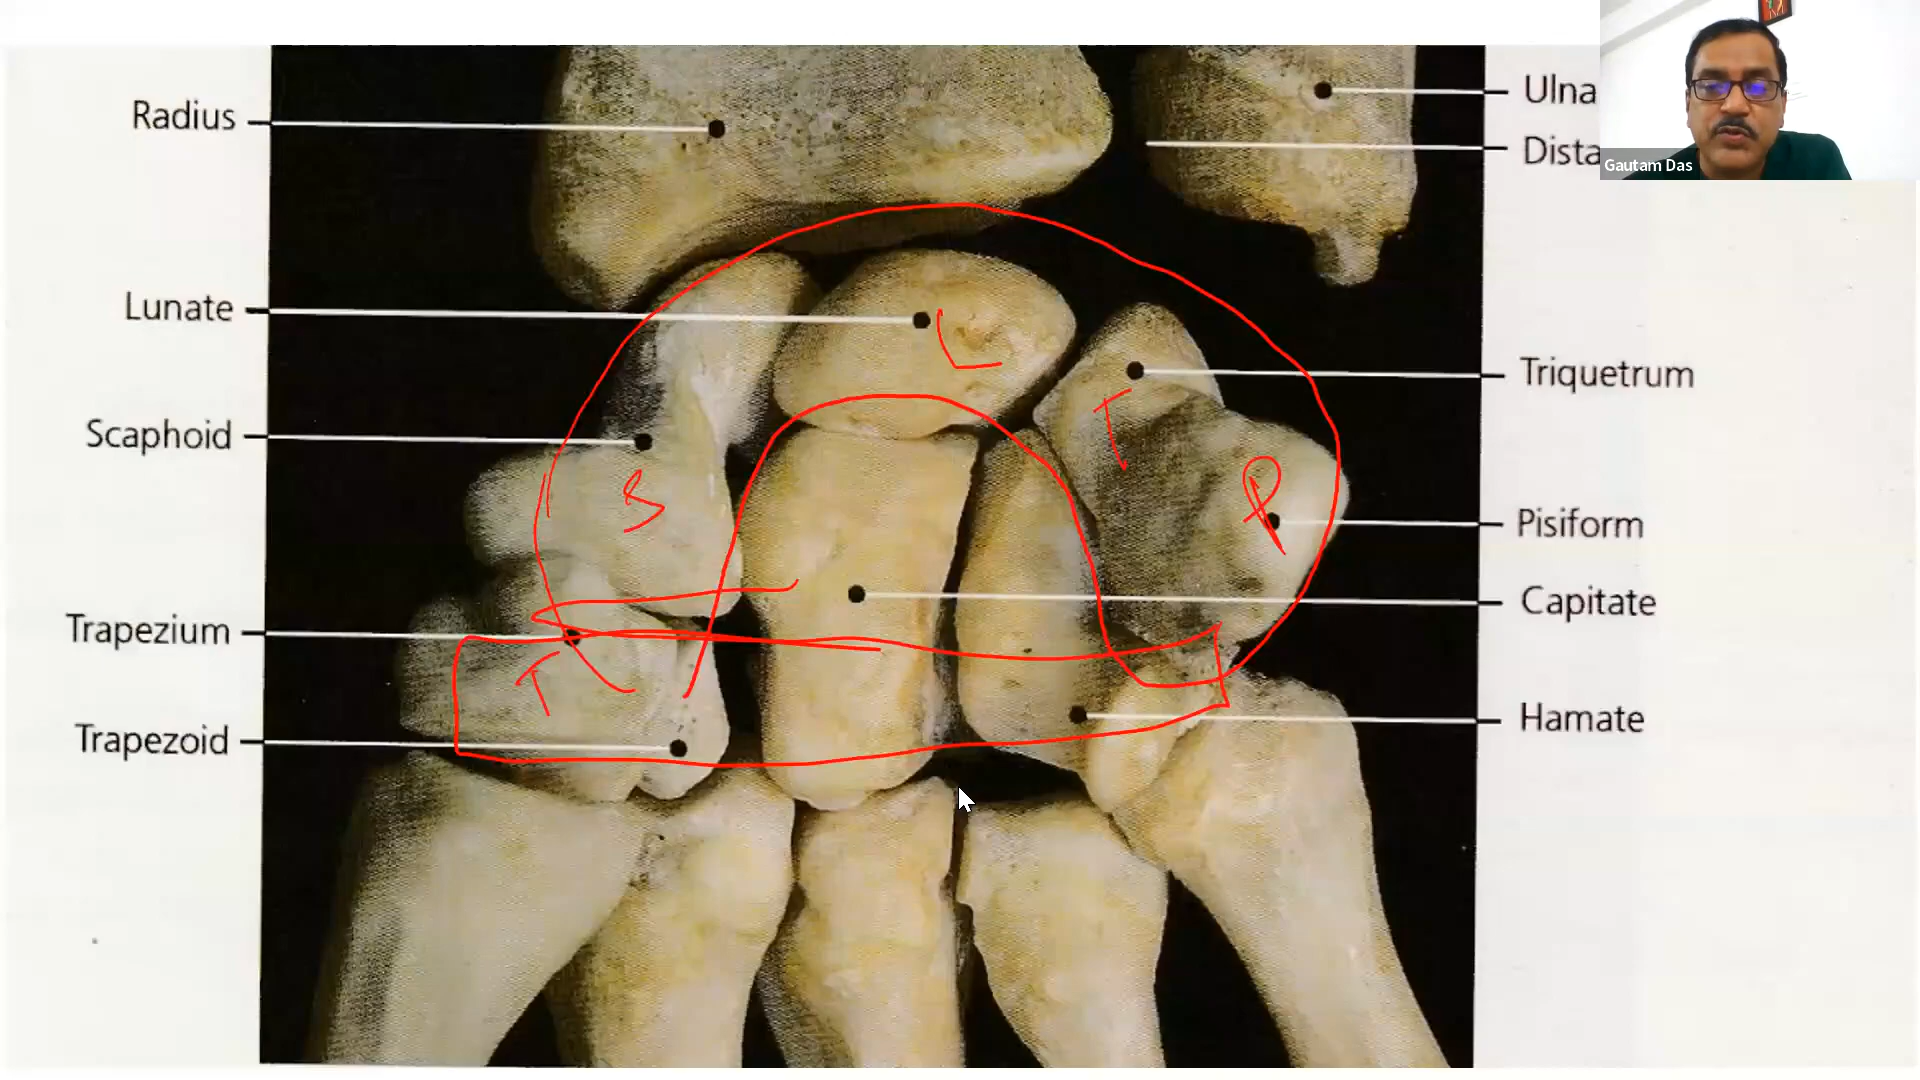 Radius
Lunate
Scaphoid
Trapezium
Trapezoid
Ulna
Dista
Triquetrum
Pisiform
Capitate
Hamate
Gautam Das
L
T
S
P
T